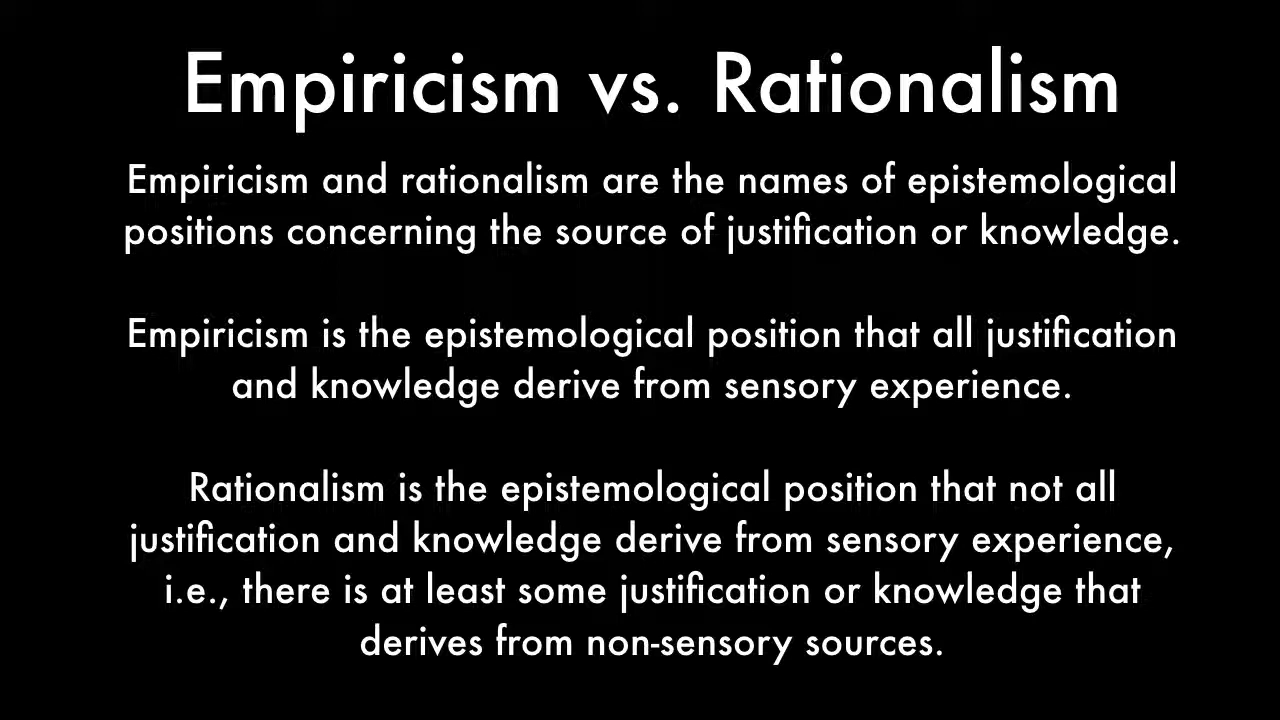 Empiricism vs. Rationalism
Empiricism and rationalism are the names of epistemological
positions concerning the source of justification or knowledge.
Empiricism is the epistemological position that all justification
and knowledge derive from sensory experience.
Rationalism is the epistemological position that not all
justification and knowledge derive from sensory experience,
i.e., there is at least some justification or knowledge that
derives from non-sensory sources.